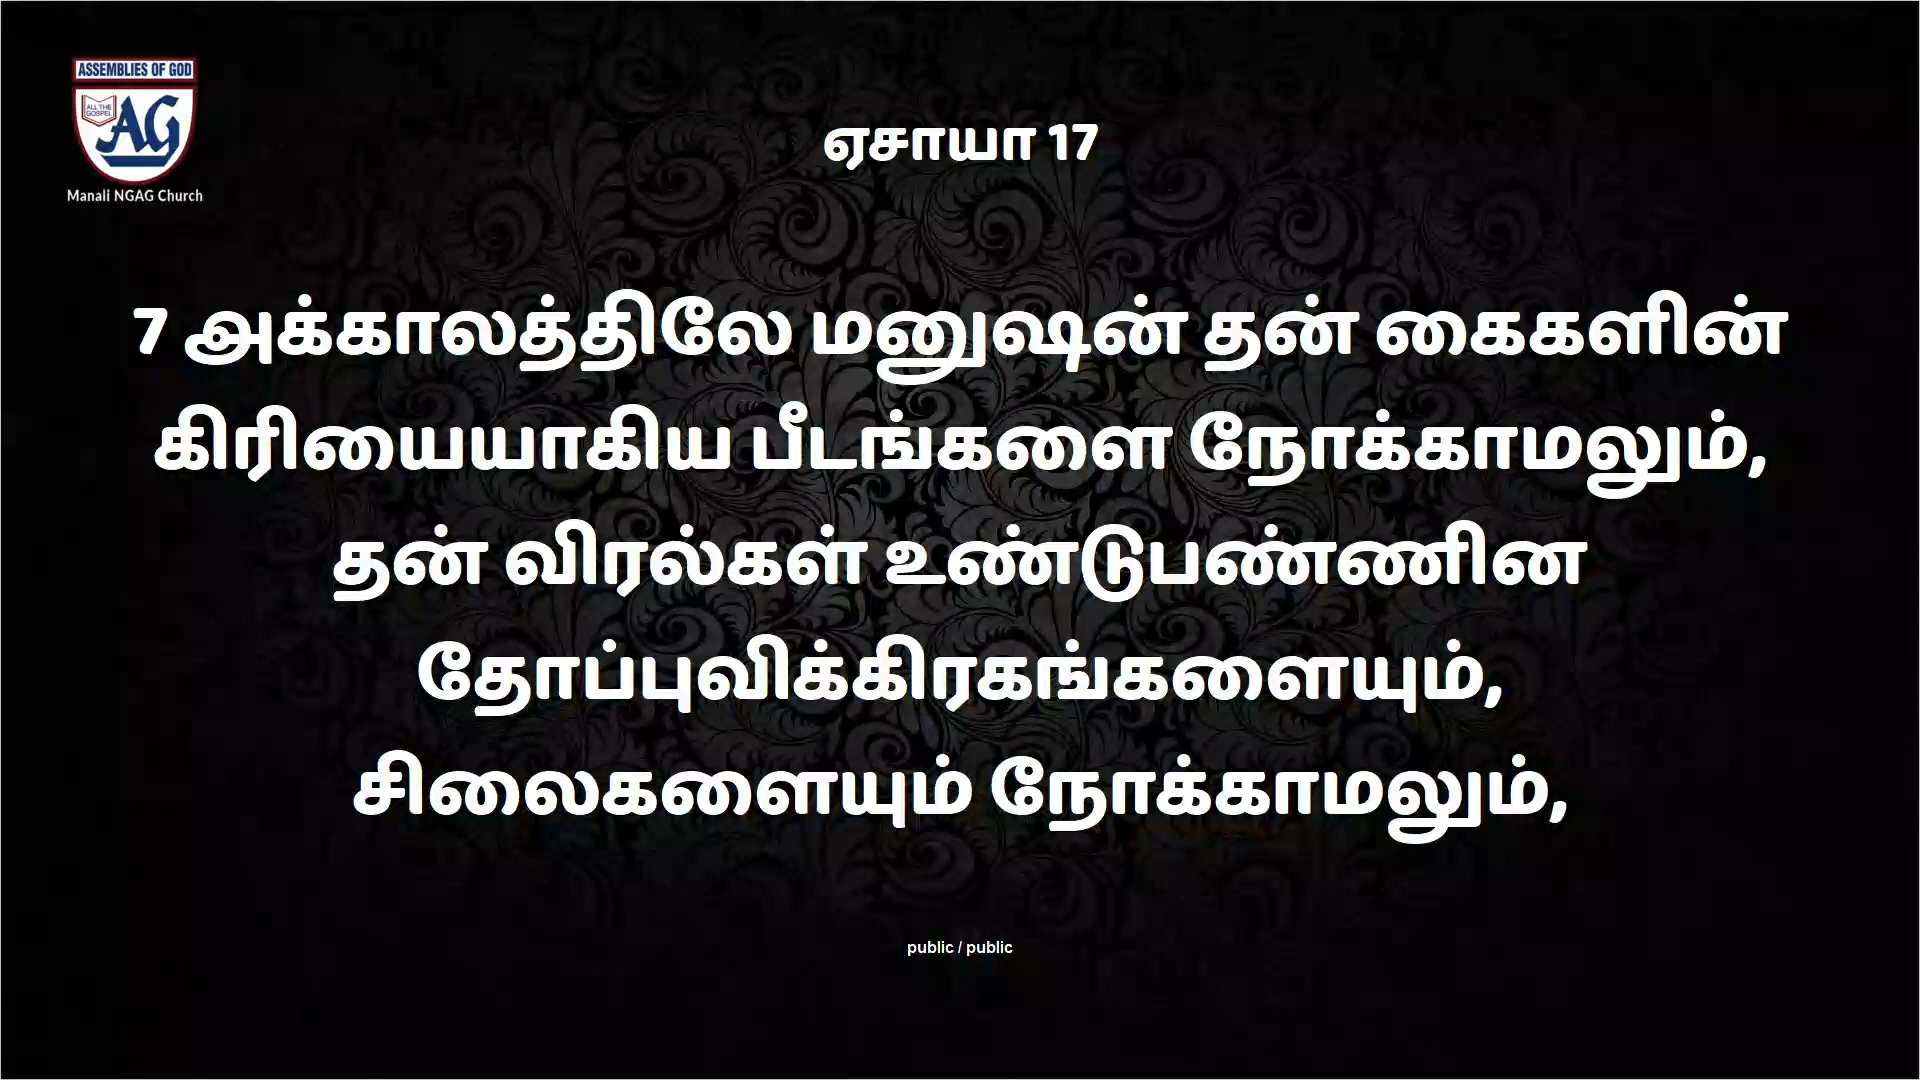 ASSEMBLIES OF GOD
ALL THE
GOSPEL
AG
Manali NGAG Church
ஏசாயா 17
7 அக்காலத்திலே மனுஷன் தன் கைகளின்
கிரியையாகிய பீடங்களை நோக்காமலும்,
தன் விரல்கள் உண்டுபண்ணின
தோப்புவிக்கிரகங்களையும்,
சிலைகளையும் நோக்காமலும்,
public / public